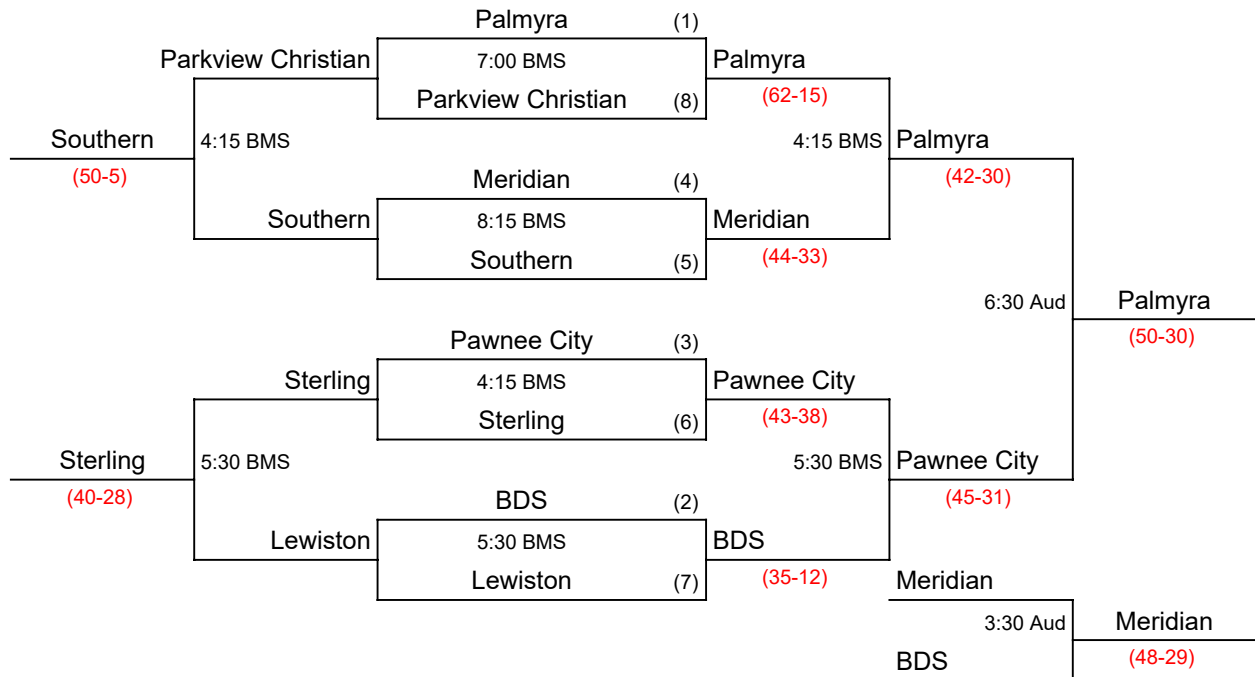 Palmyra (1)
Parkview Christian 7:00 BMS Palmyra
Parkview Christian (8) (62-15)
Southern 4:15 BMS 4:15 BMS Palmyra
(50-5) Meridian (4) (42-30)
Southern 8:15 BMS Meridian
Southern (5) (44-33)
6:30 Aud Palmyra
Pawnee City (3) (50-30)
Sterling 4:15 BMS Pawnee City
Sterling (6) (43-38)
Sterling 5:30 BMS 5:30 BMS Pawnee City
(40-28) BDS (2) (45-31)
Lewiston 5:30 BMS BDS
Lewiston (7) (35-12) Meridian
3:30 Aud Meridian
BDS (48-29)